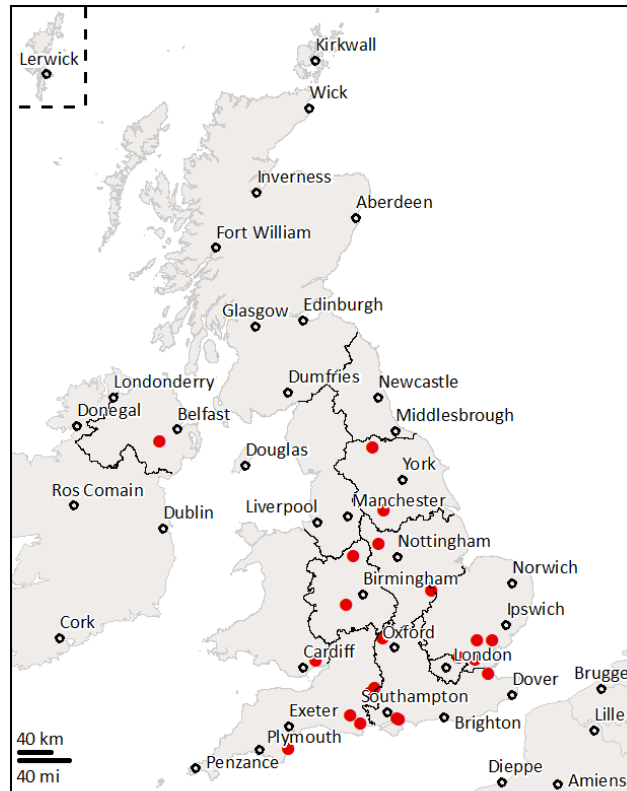 Kirkwall
Lerwick
Wick
Inverness
Aberdeen
Fort William
Edinburgh
Glasgow
Londonderry
Dumfries
Newcastle
Donegal
Belfast
Middlesbrough
Douglas
York
Ros Comain
Liverpool
Manchester
Dublin
Nottingham
Birmingham
Norwich
Ipswich
Cork
Oxford
Cardiff
London
Southampton
Dover
Brugge
Exeter
Brighton
Lille
Plymouth
40 km
Penzance
40 mi
Dieppe
Amiens